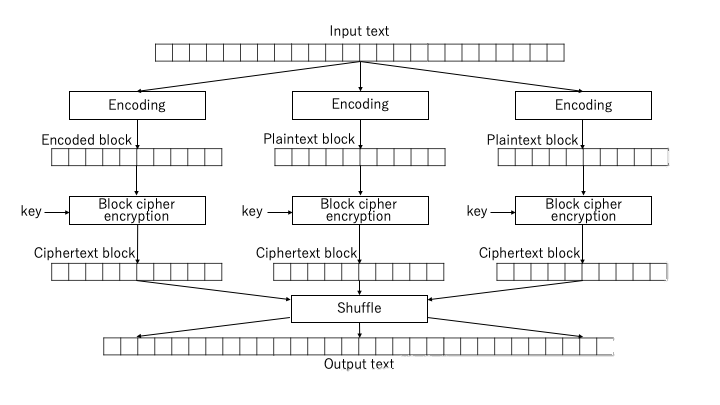 Input text
Encoding
Encoding
Encoding
Encoded block
Plaintext block
Plaintext block
key
Block cipher
encryption
key
Block cipher
encryption
key
Block cipher
encryption
Ciphertext block
Ciphertext block
Ciphertext block
Shuffle
Output text